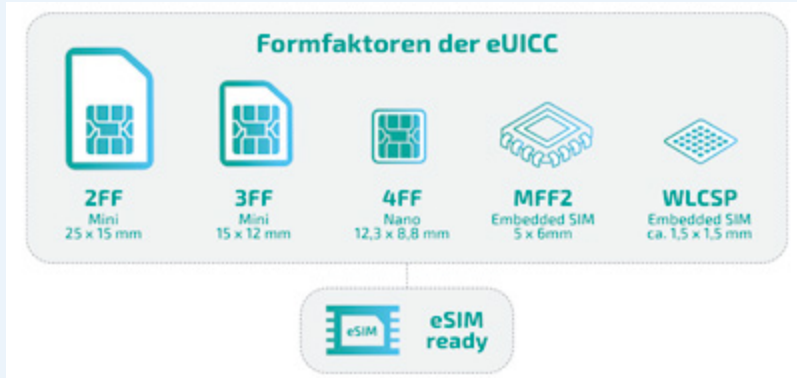 Formfaktoren der eUICC
2FF
Mini
25 x 15 mm
3FF
Mini
15 x 12 mm
4FF
Nano
12,3 x 8,8 mm
MFF2
Embedded SIM
5 x 6mm
WLCSP
Embedded SIM
ca. 1,5 x 1,5 mm
eSIM
eSIM
ready